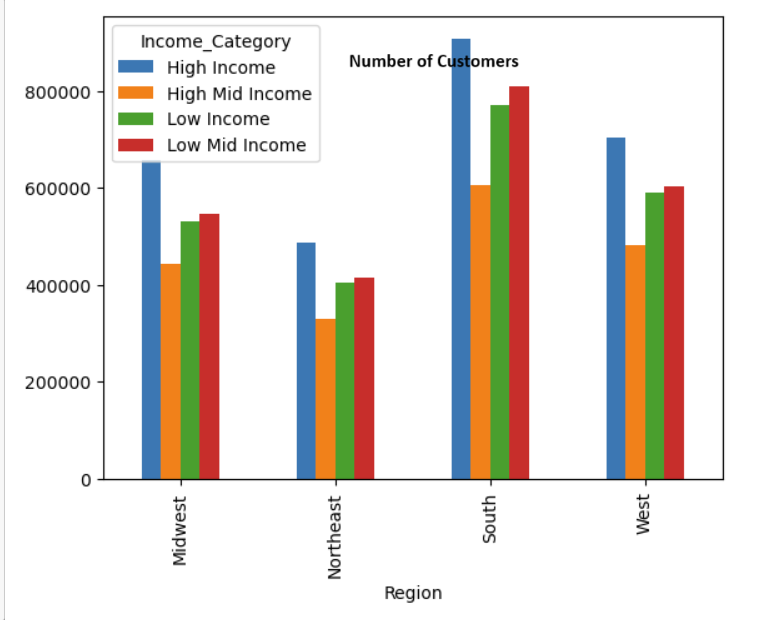 Income_Category
High Income
High Mid Income
Low Income
Low Mid Income
Number of Customers
800000
600000
400000
200000
0
Midwest
Northeast
South
West
Region